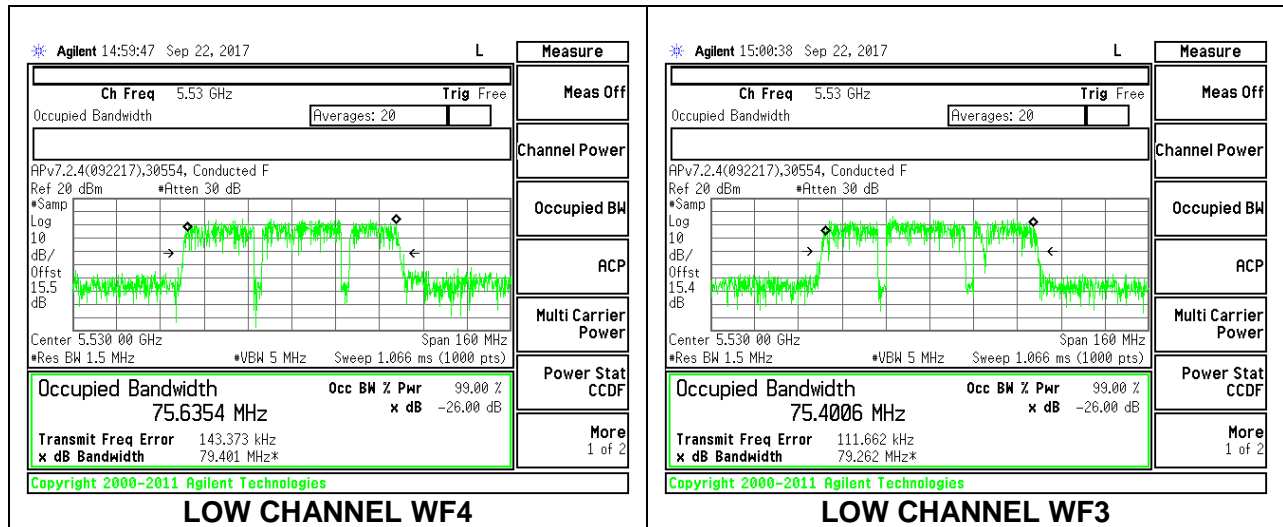 Agilent 14:59:47 Sep 22, 2017 L
Measure
Ch Freq 5.53 GHz Trig Free
Occupied Bandwidth Averages: 20
APv7.2.4(092217),30554, Conducted F
Ref 20 dBm #Atten 30 dB
#Samp
Log
10
dB/
Offst
15.5
dB
Center 5.530 00 GHz Span 160 MHz
#Res BW 1.5 MHz #VBW 5 MHz Sweep 1.066 ms (1000 pts)
Occupied Bandwidth Occ BW % Pwr 99.00 %
75.6354 MHz x dB -26.00 dB
Transmit Freq Error 143.373 kHz
x dB Bandwidth 79.401 MHz*
Copyright 2000-2011 Agilent Technologies
Meas Off
Channel Power
Occupied BW
ACP
Multi Carrier
Power
Power Stat
CCDF
More
1 of 2
LOW CHANNEL WF4
Agilent 15:00:38 Sep 22, 2017 L
Measure
Ch Freq 5.53 GHz Trig Free
Occupied Bandwidth Averages: 20
APv7.2.4(092217),30554, Conducted F
Ref 20 dBm #Atten 30 dB
#Samp
Log
10
dB/
Offst
15.4
dB
Center 5.530 00 GHz Span 160 MHz
#Res BW 1.5 MHz #VBW 5 MHz Sweep 1.066 ms (1000 pts)
Occupied Bandwidth Occ BW % Pwr 99.00 %
75.4006 MHz x dB -26.00 dB
Transmit Freq Error 111.662 kHz
x dB Bandwidth 79.262 MHz*
Copyright 2000-2011 Agilent Technologies
Meas Off
Channel Power
Occupied BW
ACP
Multi Carrier
Power
Power Stat
CCDF
More
1 of 2
LOW CHANNEL WF3